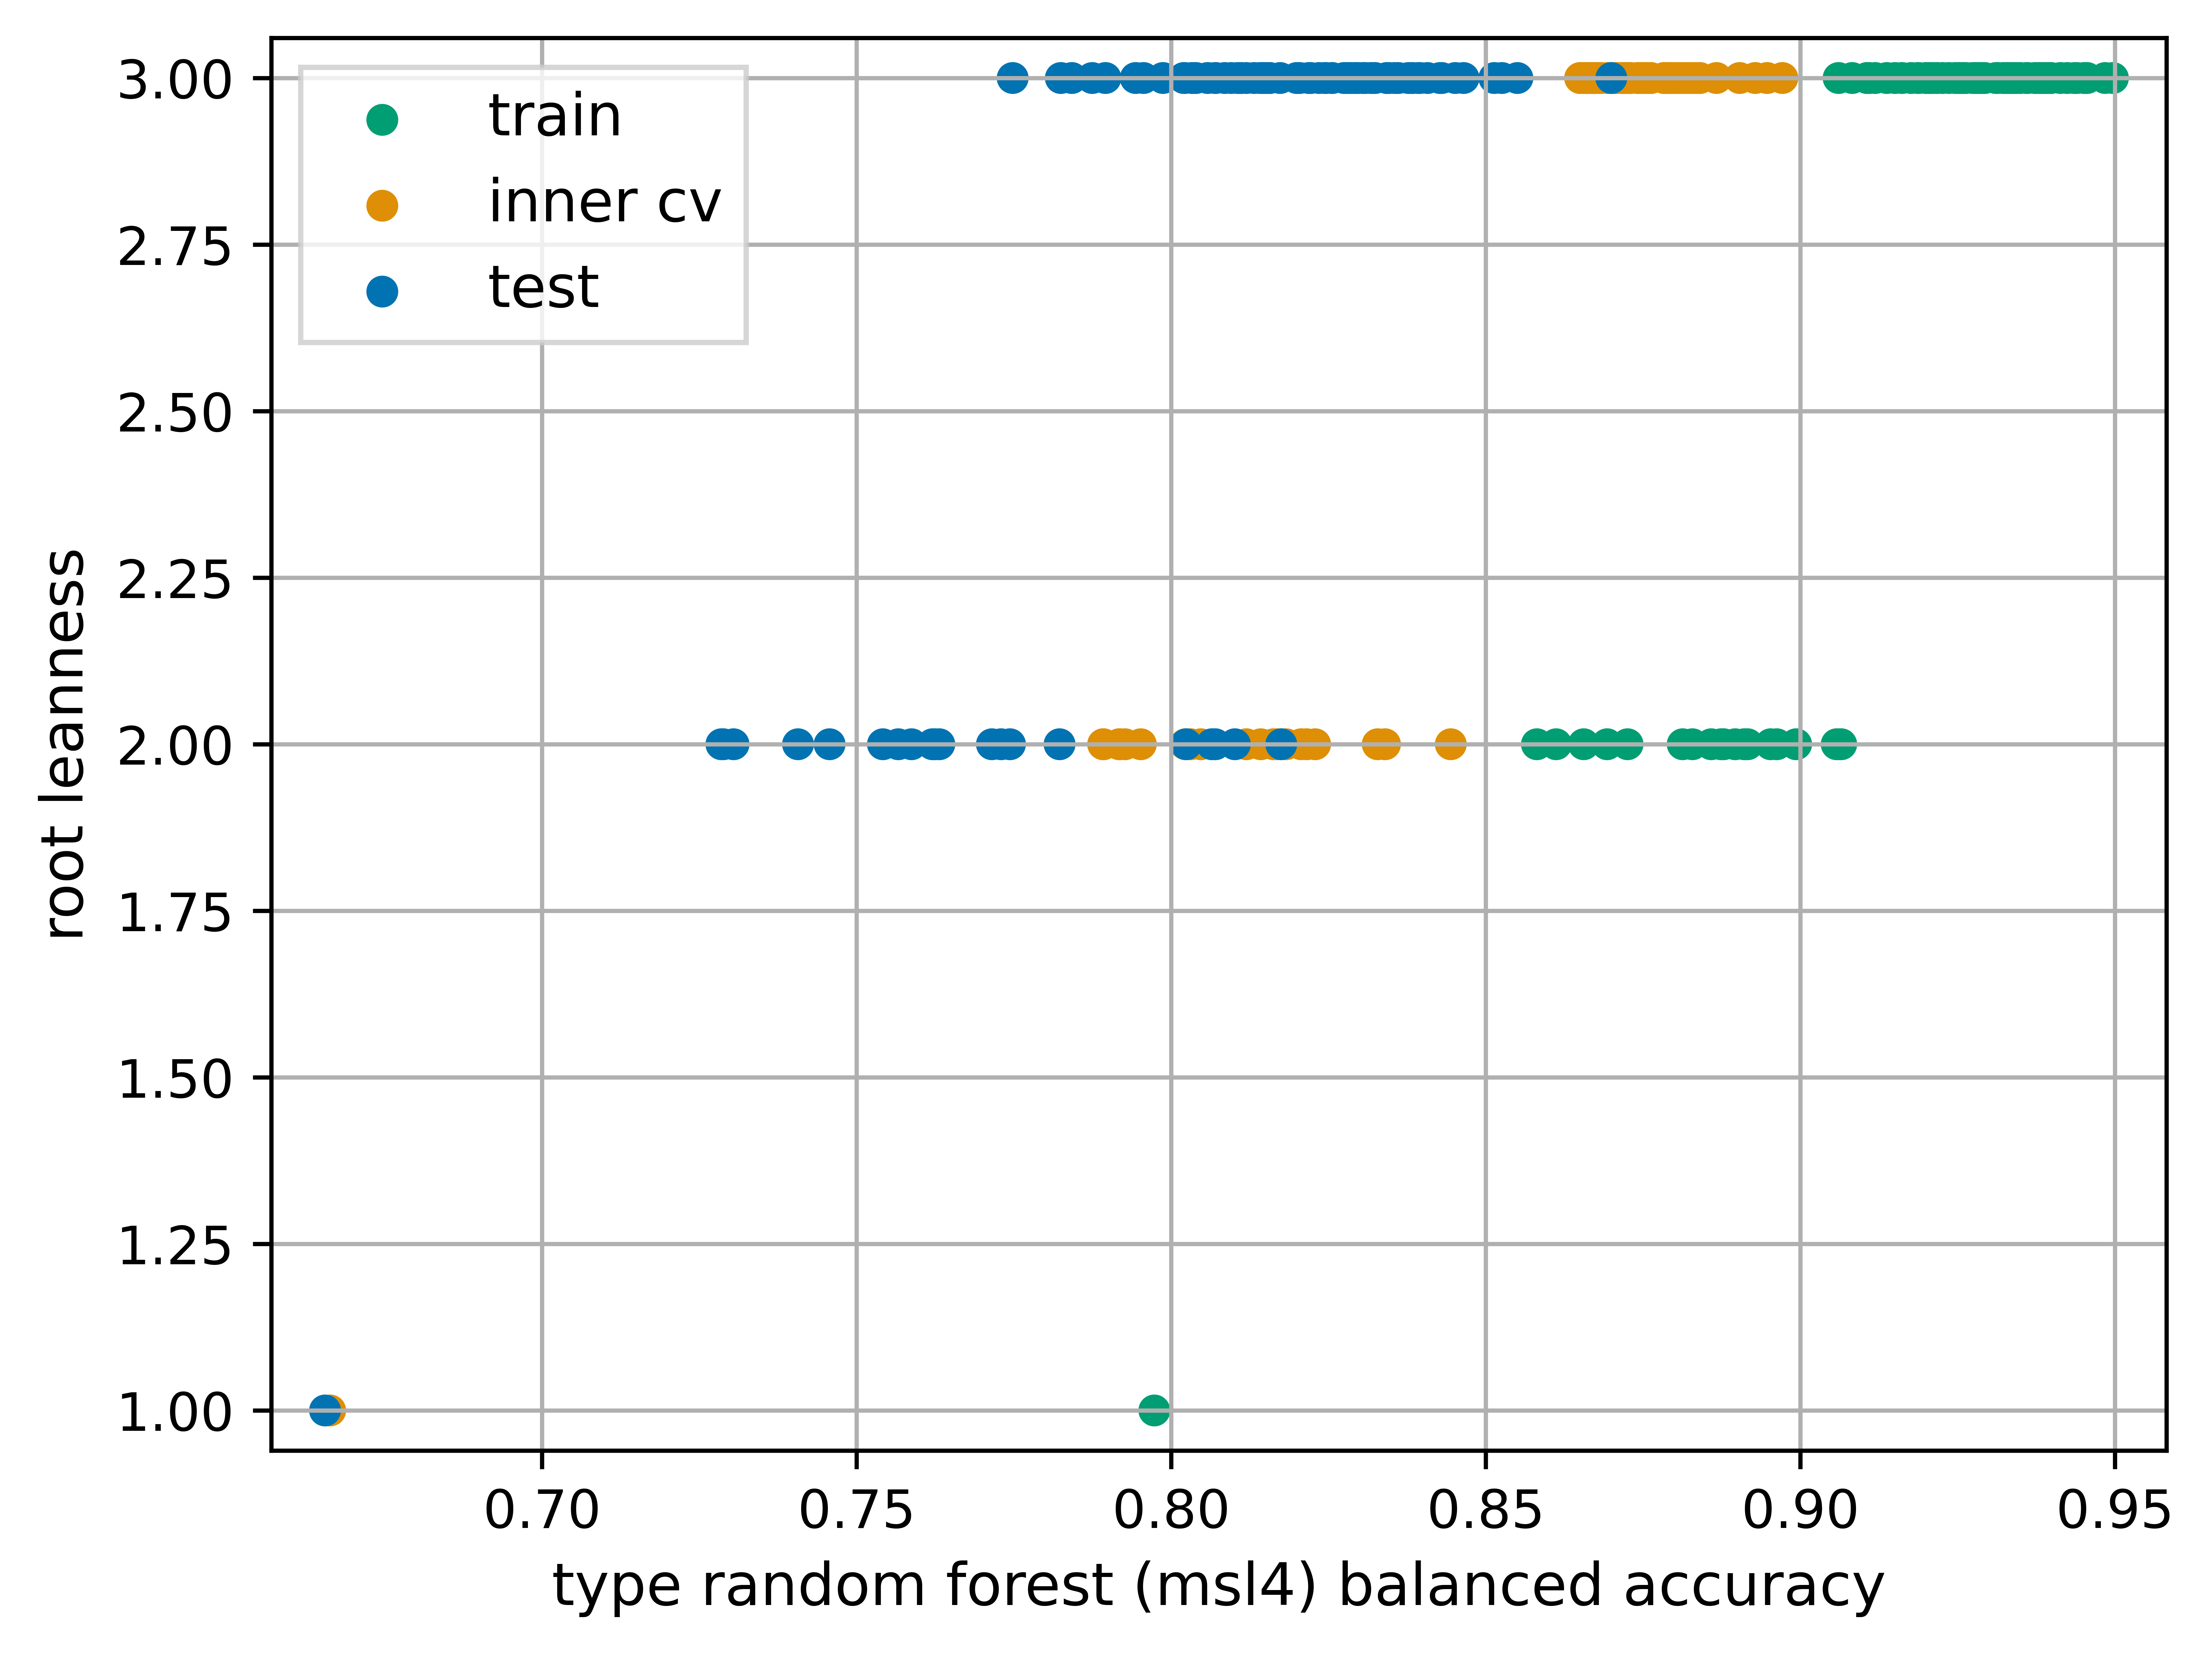 3.00
2.75
2.50
2.25
2.00
1.75
1.50
1.25
1.00
root leanness
train
inner cv
test
0.70 0.75 0.80 0.85 0.90 0.95
type random forest (msl4) balanced accuracy